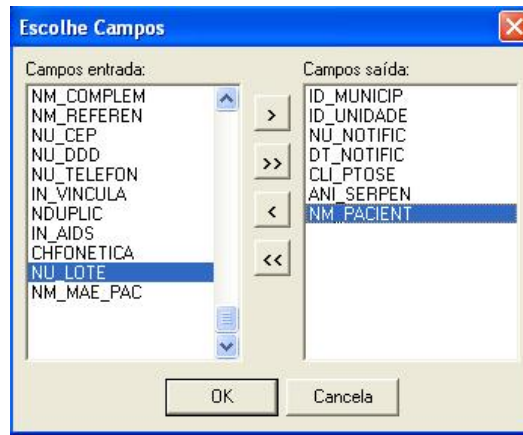 Escolhe Campos
Campos entrada:
NM_COMPLEM
NM_REFEREN
NU_CEP
NU_DDD
NU_TELEFON
IN_VINCULA
NDUPLIC
IN_AIDS
CHFONETICA
NU_LOTE
NM_MAE_PAC
>
>>
<
<<
Campos saída:
ID_MUNICIP
ID_UNIDADE
NU_NOTIFIC
DT_NOTIFIC
CLI_PTOSE
ANI_SERPEN
NM_PACIENT
OK
Cancela